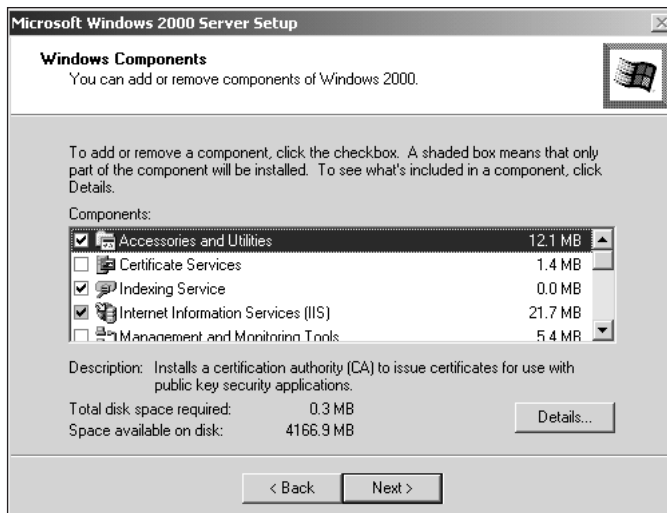 Microsoft Windows 2000 Server Setup
Windows Components
You can add or remove components of Windows 2000.
To add or remove a component, click the checkbox. A shaded box means that only
part of the component will be installed. To see what's included in a component, click
Details.
Components:
Accessories and Utilities 12.1 MB
Certificate Services 1.4 MB
Indexing Service 0.0 MB
Internet Information Services (IIS) 21.7 MB
Management and Monitoring Tools 5.4 MB
Description: Installs a certification authority (CA) to issue certificates for use with
public key security applications.
Total disk space required: 0.3 MB
Space available on disk: 4166.9 MB
Details...
< Back Next >